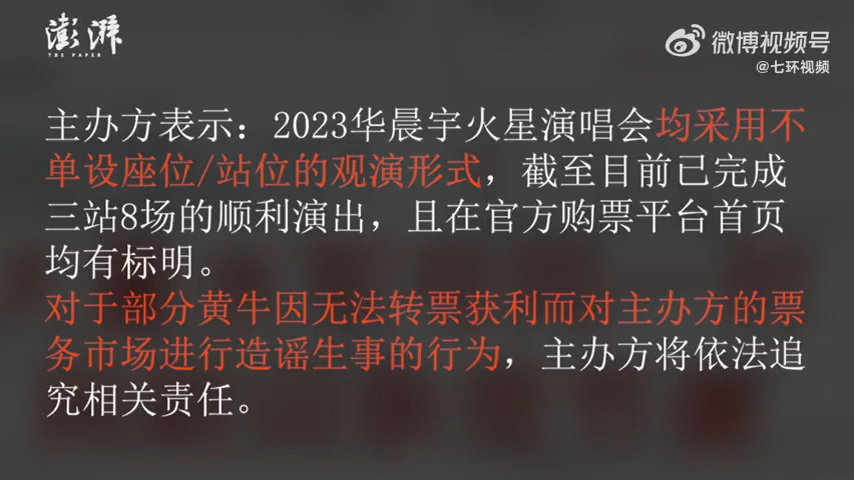 澎湃
THE PAPER
微博视频号
@七环视频
主办方表示：2023华晨宇火星演唱会均采用不
单设座位/站位的观演形式，截至目前已完成
三站8场的顺利演出，且在官方购票平台首页
均有标明。
对于部分黄牛因无法转票获利而对主办方的票
务市场进行造谣生事的行为，主办方将依法追
究相关责任。